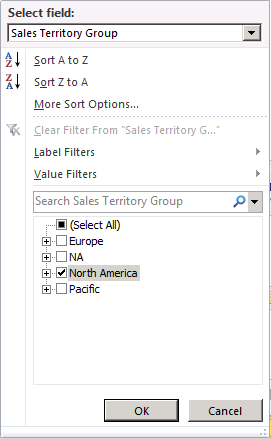 Select field:
Sales Territory Group
Sort A to Z
Sort Z to A
More Sort Options...
Clear Filter From "Sales Territory G..."
Label Filters
Value Filters
Search Sales Territory Group
(Select All)
Europe
NA
North America
Pacific
OK Cancel